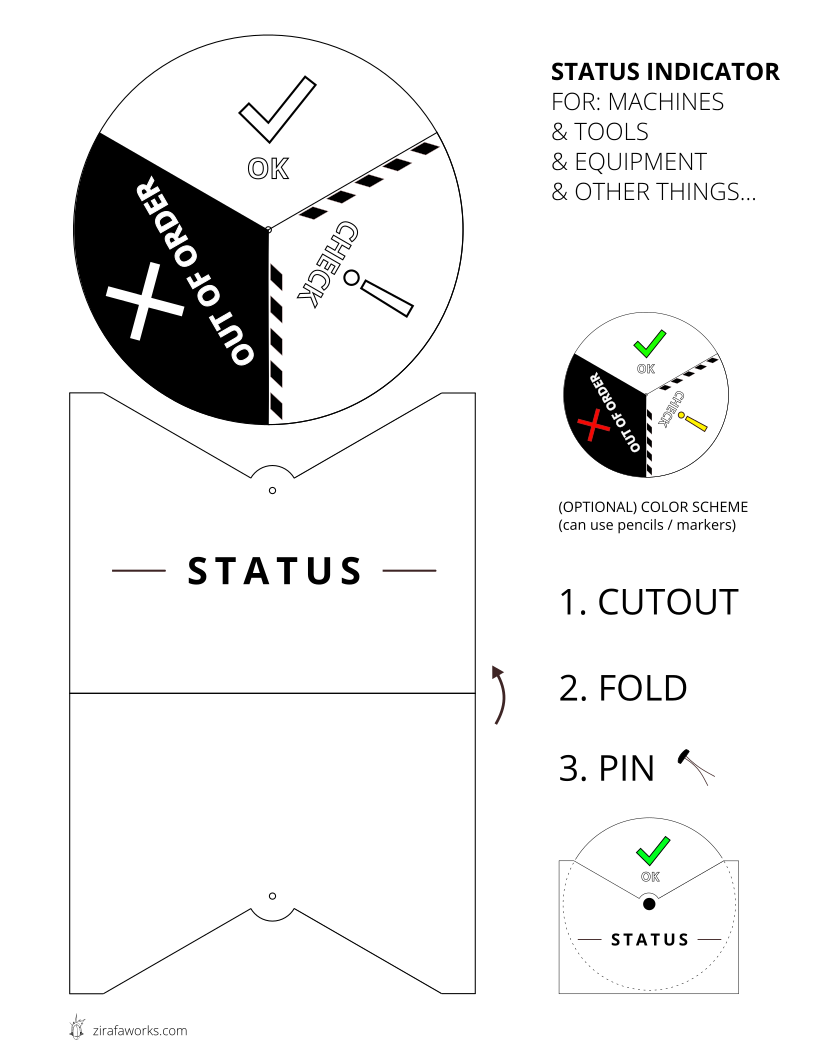 STATUS INDICATOR
FOR: MACHINES
& TOOLS
& EQUIPMENT
& OTHER THINGS...
OK
OUT OF ORDER
CHECK
OK
OUT OF ORDER
CHECK
(OPTIONAL) COLOR SCHEME
(can use pencils / markers)
STATUS
1. CUTOUT
2. FOLD
3. PIN
OK
STATUS
zirafaworks.com